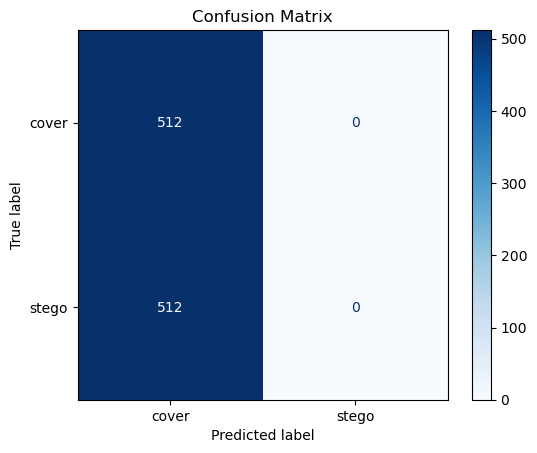 Confusion Matrix
True label
cover
512
0
stego
512
0
cover
stego
Predicted label
500
400
300
200
100
0